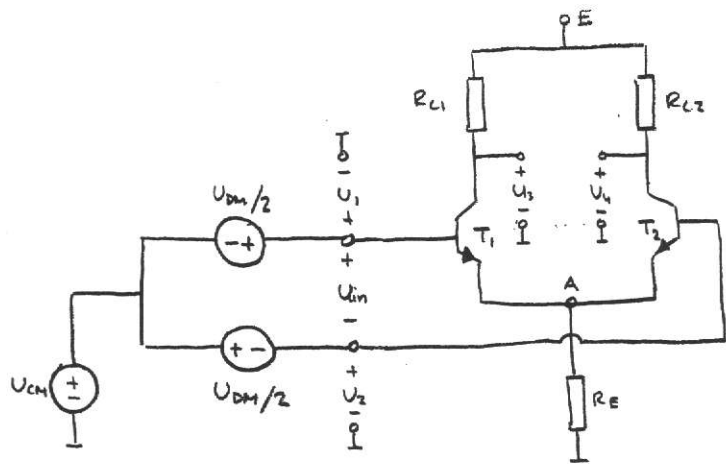 E
R_C1
R_C2
- U_1 +
+ U_3 -
+ U_4 -
U_DM/2
- +
T_1
T_2
+ U_in -
A
+ -
U_DM/2
+ U_2 -
U_CM
+ -
R_E